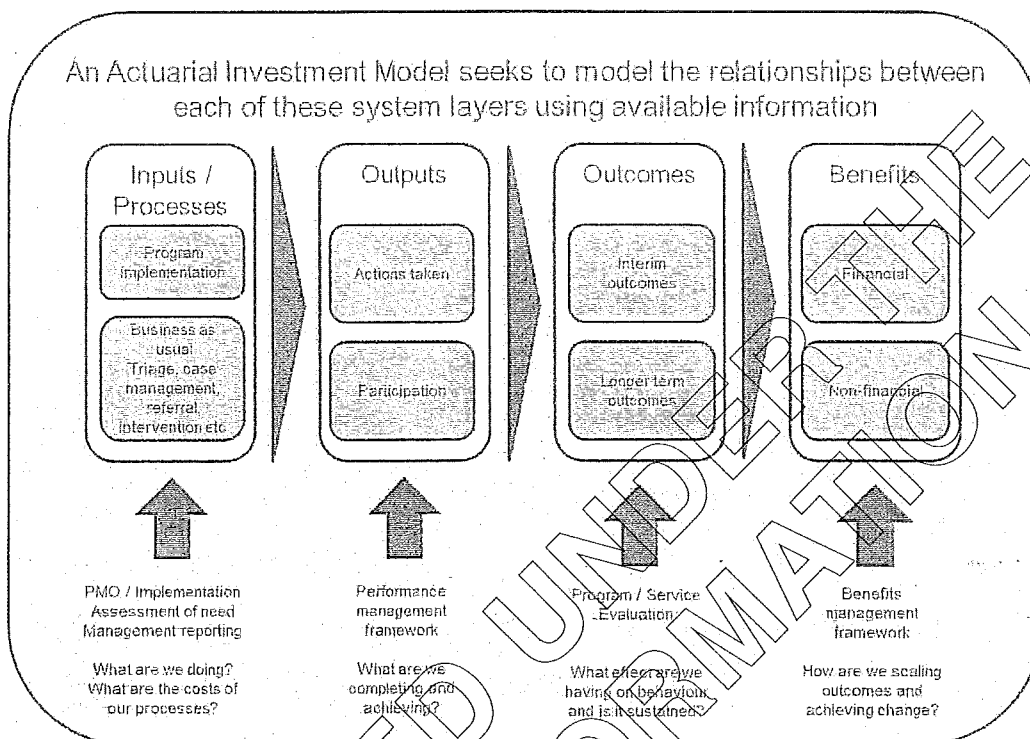 An Actuarial Investment Model seeks to model the relationships between
each of these system layers using available information
Inputs /
Processes
Program
implementation
Business as
usual
Triage, case
management,
referral,
intervention etc
Outputs
Actions taken
Participation
Outcomes
Interim
outcomes
Longer term
outcomes
Benefits
Financial
Non-financial
PMO / Implementation
Assessment of need
Management reporting
What are we doing?
What are the costs of
our processes?
Performance
management
framework
What are we
completing and
achieving?
Program / Service
Evaluation
What effect are we
having on behaviour
and is it sustained?
Benefits
management
framework
How are we scaling
outcomes and
achieving change?
ED UNDER THE
ORMATION